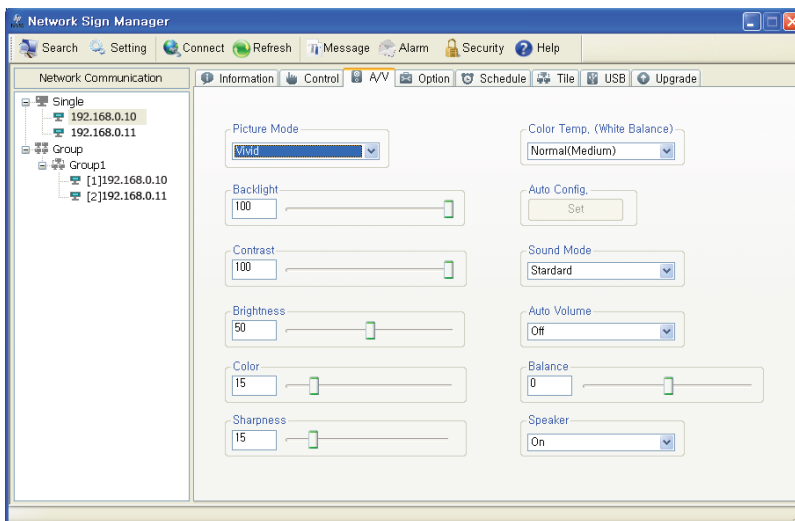 Network Sign Manager
Search Setting Connect Refresh Message Alarm Security Help
Network Communication
Information Control A/V Option Schedule Tile USB Upgrade
Single
192.168.0.10
192.168.0.11
Group
Group1
[1]192.168.0.10
[2]192.168.0.11
Picture Mode
Vivid
Color Temp, (White Balance)
Normal(Medium)
Backlight
100
Auto Config,
Set
Contrast
100
Sound Mode
Stardard
Brightness
50
Auto Volume
Off
Color
15
Balance
0
Sharpness
15
Speaker
On